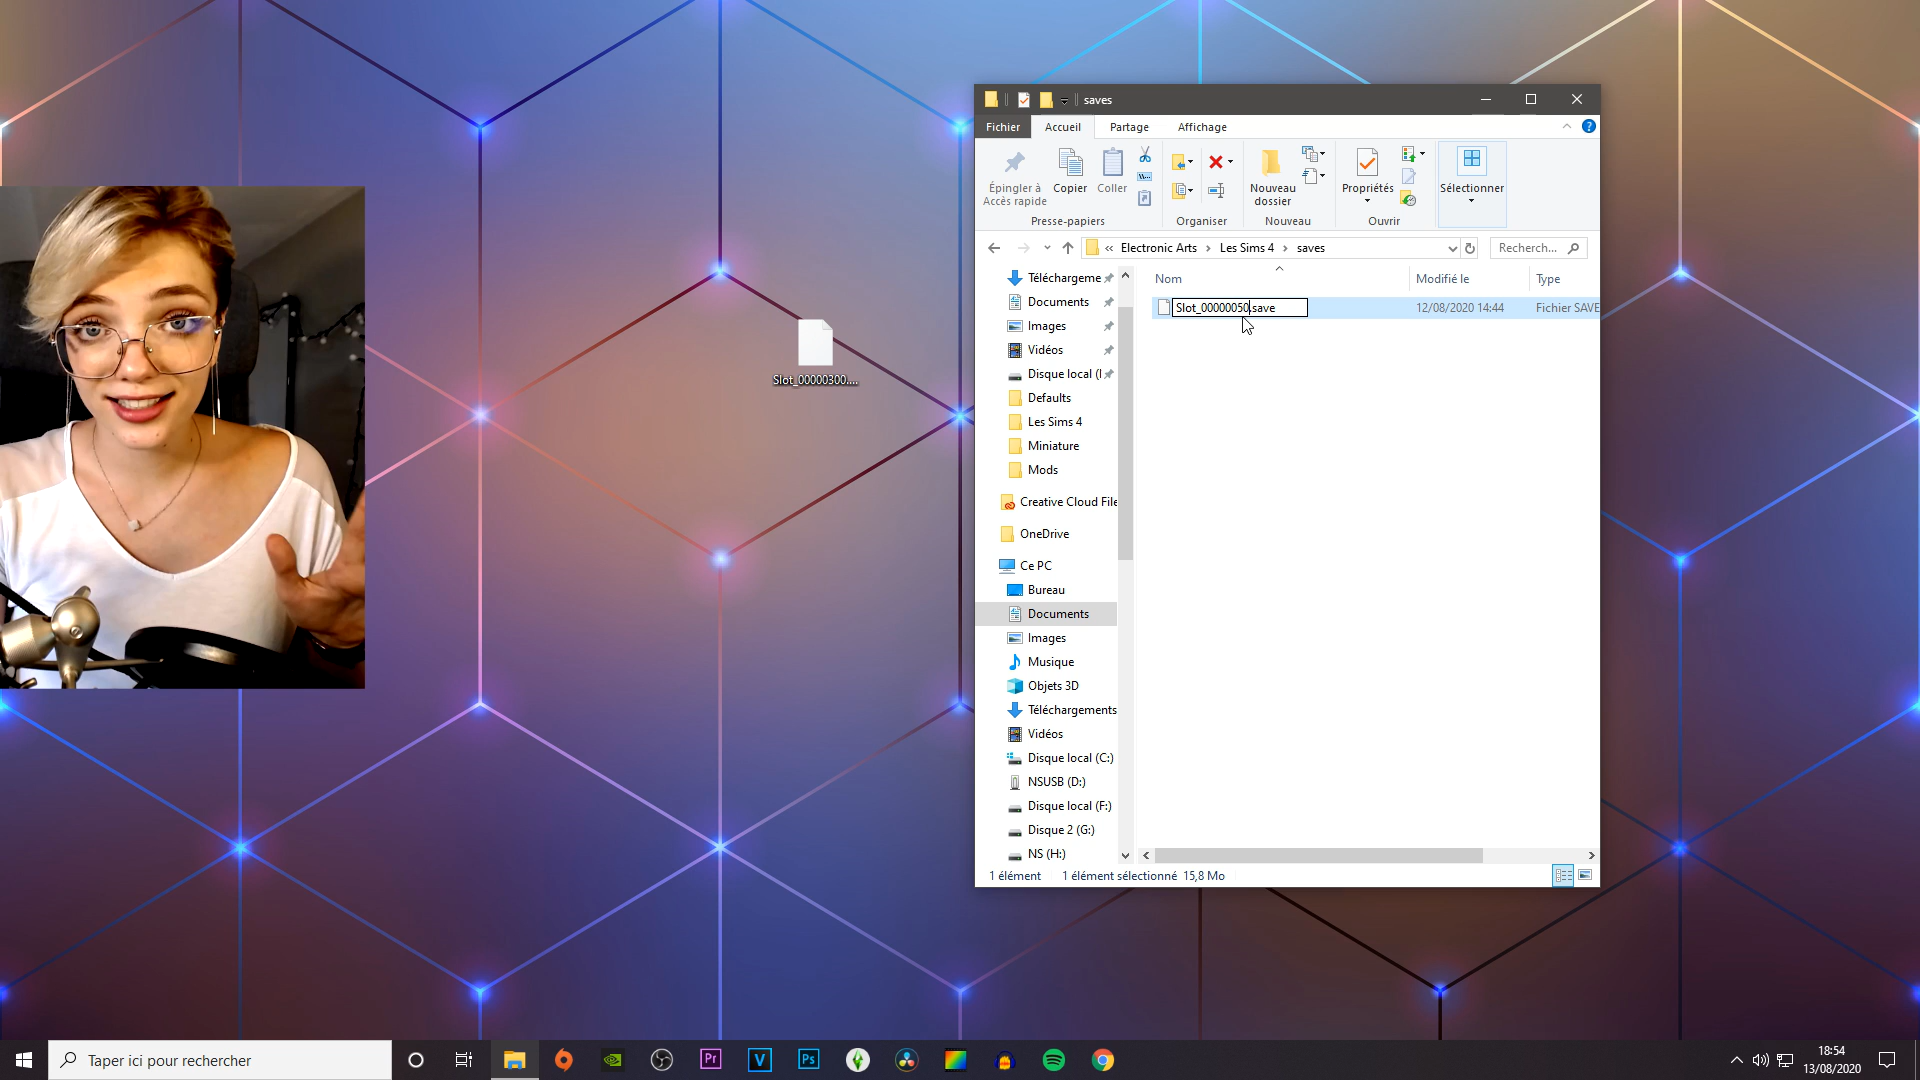 saves
Fichier
Accueil
Partage
Affichage
Épingler à
Accès rapide
Copier
Coller
Presse-papiers
Organiser
Nouveau
dossier
Nouveau
Propriétés
Ouvrir
Sélectionner
« Electronic Arts > Les Sims 4 > saves
Recherch...
Nom
Modifié le
Type
Slot_00000050.save
12/08/2020 14:44
Fichier SAVE
Téléchargeme
Documents
Images
Vidéos
Disque local (
Defaults
Les Sims 4
Miniature
Mods
Creative Cloud File
OneDrive
Ce PC
Bureau
Documents
Images
Musique
Objets 3D
Téléchargements
Vidéos
Disque local (C:)
NSUSB (D:)
Disque local (F:)
Disque 2 (G:)
NS (H:)
1 élément
1 élément sélectionné 15,8 Mo
Slot_00000300....
Taper ici pour rechercher
Pr
V
Ps
18:54
13/08/2020